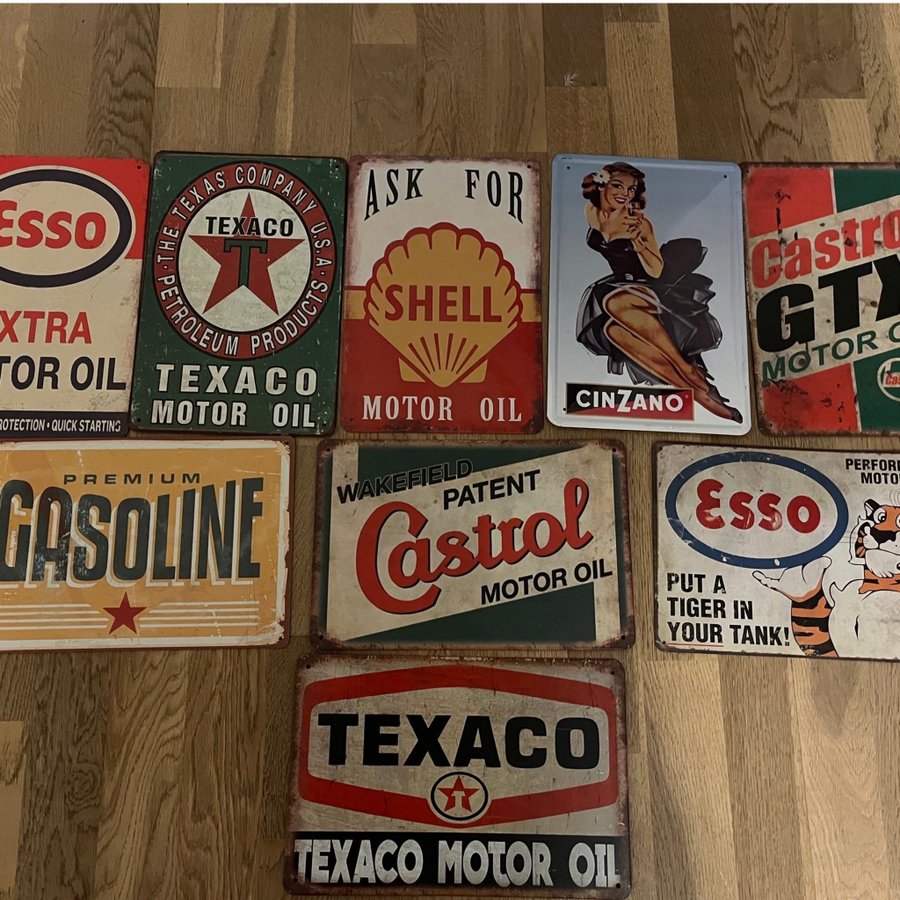 Esso
XTRA
TOR OIL
ROTECTION • QUICK STARTING
THE TEXAS COMPANY U.S.A.
TEXACO
T
PETROLEUM PRODUCTS
TEXACO
MOTOR OIL
ASK FOR
SHELL
MOTOR OIL
CINZANO
Castro
GTX
MOTOR O
PREMIUM
GASOLINE
WAKEFIELD
PATENT
Castrol
MOTOR OIL
Esso
PERFOR
MOTO
PUT A
TIGER IN
YOUR TANK!
TEXACO
T
TEXACO MOTOR OIL